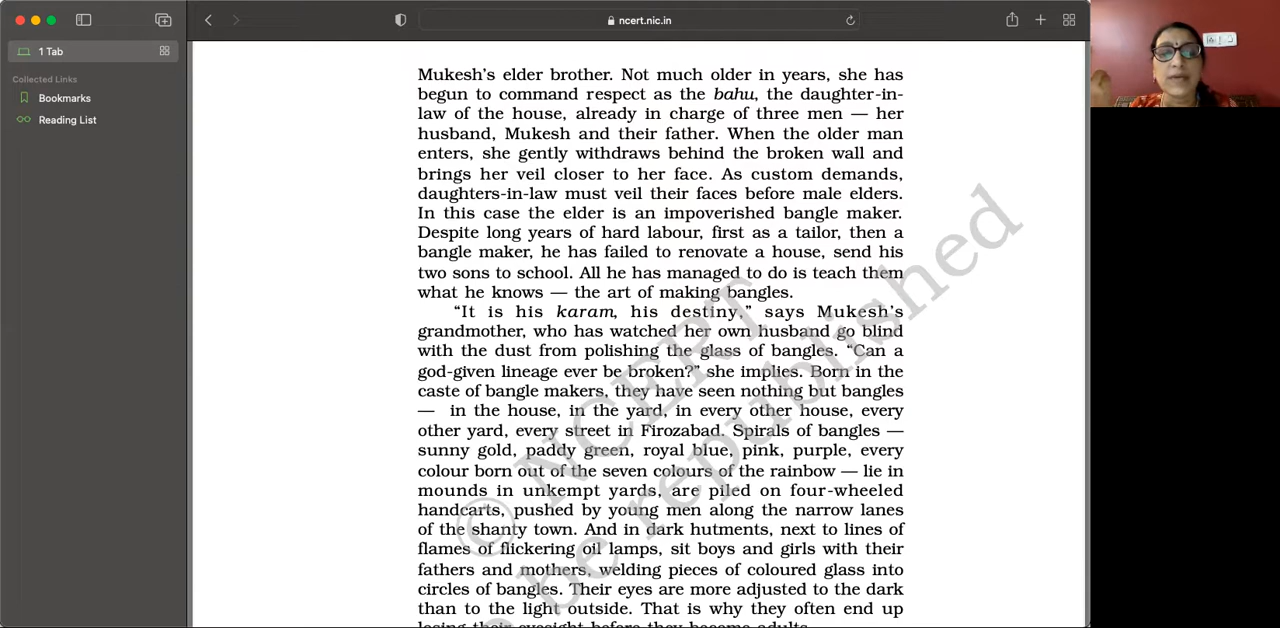 ncert.nic.in
1 Tab
Collected Links
Bookmarks
Reading List
Mukesh's elder brother. Not much older in years, she has
begun to command respect as the bahu, the daughter-in-
law of the house, already in charge of three men — her
husband, Mukesh and their father. When the older man
enters, she gently withdraws behind the broken wall and
brings her veil closer to her face. As custom demands,
daughters-in-law must veil their faces before male elders.
In this case the elder is an impoverished bangle maker.
Despite long years of hard labour, first as a tailor, then a
bangle maker, he has failed to renovate a house, send his
two sons to school. All he has managed to do is teach them
what he knows — the art of making bangles.
“It is his karam, his destiny,” says Mukesh's
grandmother, who has watched her own husband go blind
with the dust from polishing the glass of bangles. “Can a
god-given lineage ever be broken?” she implies. Born in the
caste of bangle makers, they have seen nothing but bangles
— in the house, in the yard, in every other house, every
other yard, every street in Firozabad. Spirals of bangles —
sunny gold, paddy green, royal blue, pink, purple, every
colour born out of the seven colours of the rainbow — lie in
mounds in unkempt yards, are piled on four-wheeled
handcarts, pushed by young men along the narrow lanes
of the shanty town. And in dark hutments, next to lines of
flames of flickering oil lamps, sit boys and girls with their
fathers and mothers, welding pieces of coloured glass into
circles of bangles. Their eyes are more adjusted to the dark
than to the light outside. That is why they often end up
losing their eyesight before they become adults.
© NCERT
be republished